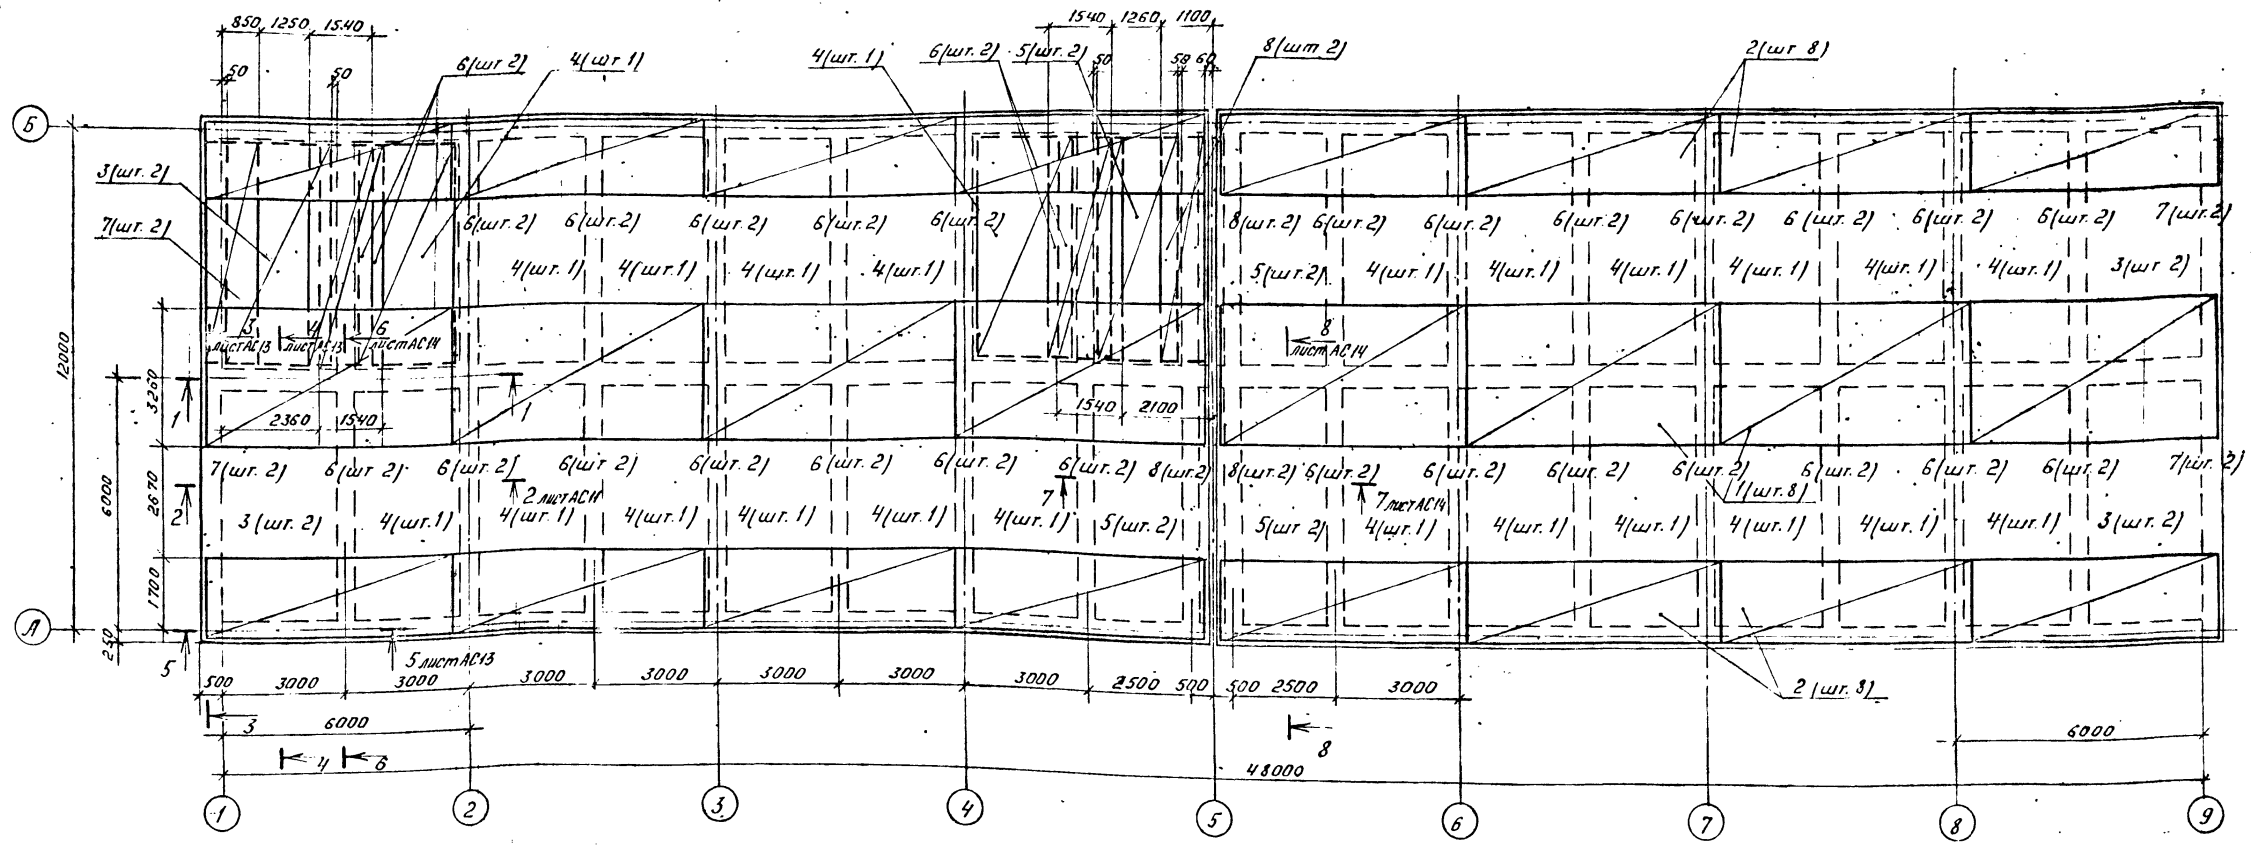 850 1250 1540
1540 1260 1100
50 50
6(шт 2) 4(шт 1)
4(шт.1) 6(шт.2) 5(шт.2)
50 60
8(шт 2)
2(шт 8)
Б
3(шт.2)
7(шт.2)
6(шт.2) 6(шт.2) 6(шт.2) 6(шт.2) 6(шт.2) 8(шт.2) 6(шт.2) 6(шт.2) 6(шт.2) 6(шт.2) 6(шт.2) 6(шт.2) 6(шт.2) 7(шт.2)
4(шт.1) 4(шт.1) 4(шт.1) 4(шт.1) 5(шт.2) 4(шт.1) 4(шт.1) 4(шт.1) 4(шт.1) 4(шт.1) 4(шт.1) 3(шт 2)
3 4 6 8
лист АС13 лист АС13 лист АС14 лист АС14
12000
3260
1 1
2360 1540
1540 2100
7(шт.2) 6(шт 2) 6(шт.2) 6(шт.2) 6(шт.2) 6(шт.2) 6(шт.2) 6(шт.2) 8(шт.2) 8(шт.2) 6(шт.2) 6(шт.2) 6(шт.2) 6(шт.2) 6(шт.2) 6(шт.2) 6(шт.2) 7(шт.2)
6000
2670
2 2 лист АС11 7 7 лист АС14 1(шт.8)
3(шт.2) 4(шт.1) 4(шт.1) 4(шт.1) 4(шт.1) 4(шт.1) 4(шт.1) 5(шт.2) 5(шт 2) 4(шт.1) 4(шт.1) 4(шт.1) 4(шт.1) 4(шт.1) 4(шт.1) 3(шт.2)
1700
А
250
5 5 лист АС13
500 3000 3000 3000 3000 3000 3000 3000 2500 500 500 2500 3000
2(шт.8)
3 6000 8 6000
4 6
48000
1 2 3 4 5 6 7 8 9